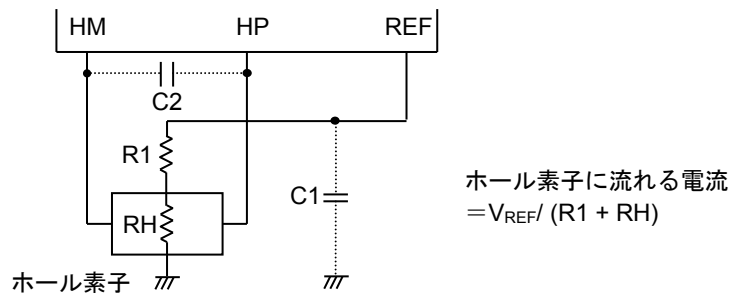 HM HP REF
C2
R1
C1
RH
ホール素子
ホール素子に流れる電流
＝VREF/ (R1 + RH)